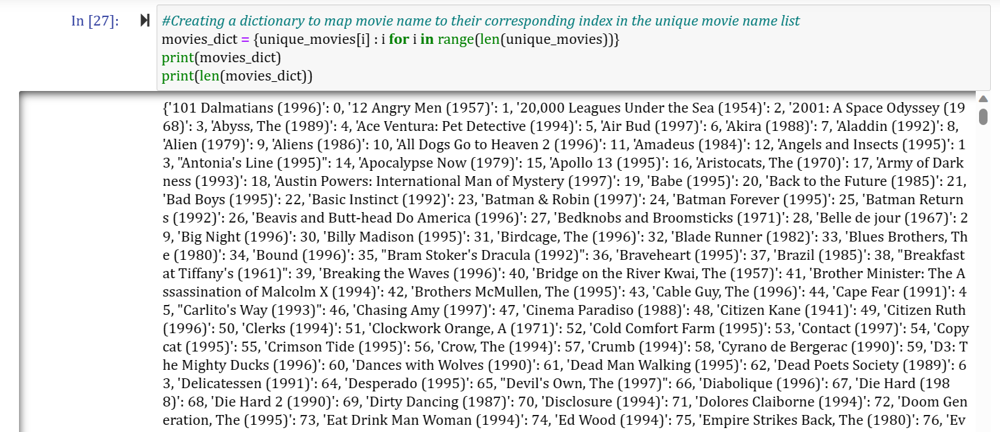 In [27]:
#Creating a dictionary to map movie name to their corresponding index in the unique movie name list
movies_dict = {unique_movies[i] : i for i in range(len(unique_movies))}
print(movies_dict)
print(len(movies_dict))
{'101 Dalmatians (1996)': 0, '12 Angry Men (1957)': 1, '20,000 Leagues Under the Sea (1954)': 2, '2001: A Space Odyssey (19
68)': 3, 'Abyss, The (1989)': 4, 'Ace Ventura: Pet Detective (1994)': 5, 'Air Bud (1997)': 6, 'Akira (1988)': 7, 'Aladdin (1992)': 8,
'Alien (1979)': 9, 'Aliens (1986)': 10, 'All Dogs Go to Heaven 2 (1996)': 11, 'Amadeus (1984)': 12, 'Angels and Insects (1995)': 1
3, "Antonia's Line (1995)": 14, 'Apocalypse Now (1979)': 15, 'Apollo 13 (1995)': 16, 'Aristocats, The (1970)': 17, 'Army of Dark
ness (1993)': 18, 'Austin Powers: International Man of Mystery (1997)': 19, 'Babe (1995)': 20, 'Back to the Future (1985)': 21,
'Bad Boys (1995)': 22, 'Basic Instinct (1992)': 23, 'Batman & Robin (1997)': 24, 'Batman Forever (1995)': 25, 'Batman Return
s (1992)': 26, 'Beavis and Butt-head Do America (1996)': 27, 'Bedknobs and Broomsticks (1971)': 28, 'Belle de jour (1967)': 2
9, 'Big Night (1996)': 30, 'Billy Madison (1995)': 31, 'Birdcage, The (1996)': 32, 'Blade Runner (1982)': 33, 'Blues Brothers, Th
e (1980)': 34, 'Bound (1996)': 35, "Bram Stoker's Dracula (1992)": 36, 'Braveheart (1995)': 37, 'Brazil (1985)': 38, "Breakfast
at Tiffany's (1961)": 39, 'Breaking the Waves (1996)': 40, 'Bridge on the River Kwai, The (1957)': 41, 'Brother Minister: The A
ssassination of Malcolm X (1994)': 42, 'Brothers McMullen, The (1995)': 43, 'Cable Guy, The (1996)': 44, 'Cape Fear (1991)': 4
5, "Carlito's Way (1993)": 46, 'Chasing Amy (1997)': 47, 'Cinema Paradiso (1988)': 48, 'Citizen Kane (1941)': 49, 'Citizen Ruth
(1996)': 50, 'Clerks (1994)': 51, 'Clockwork Orange, A (1971)': 52, 'Cold Comfort Farm (1995)': 53, 'Contact (1997)': 54, 'Copy
cat (1995)': 55, 'Crimson Tide (1995)': 56, 'Crow, The (1994)': 57, 'Crumb (1994)': 58, 'Cyrano de Bergerac (1990)': 59, 'D3: T
he Mighty Ducks (1996)': 60, 'Dances with Wolves (1990)': 61, 'Dead Man Walking (1995)': 62, 'Dead Poets Society (1989)': 6
3, 'Delicatessen (1991)': 64, 'Desperado (1995)': 65, "Devil's Own, The (1997)": 66, 'Diabolique (1996)': 67, 'Die Hard (198
8)': 68, 'Die Hard 2 (1990)': 69, 'Dirty Dancing (1987)': 70, 'Disclosure (1994)': 71, 'Dolores Claiborne (1994)': 72, 'Doom Gen
eration, The (1995)': 73, 'Eat Drink Man Woman (1994)': 74, 'Ed Wood (1994)': 75, 'Empire Strikes Back, The (1980)': 76, 'Ev